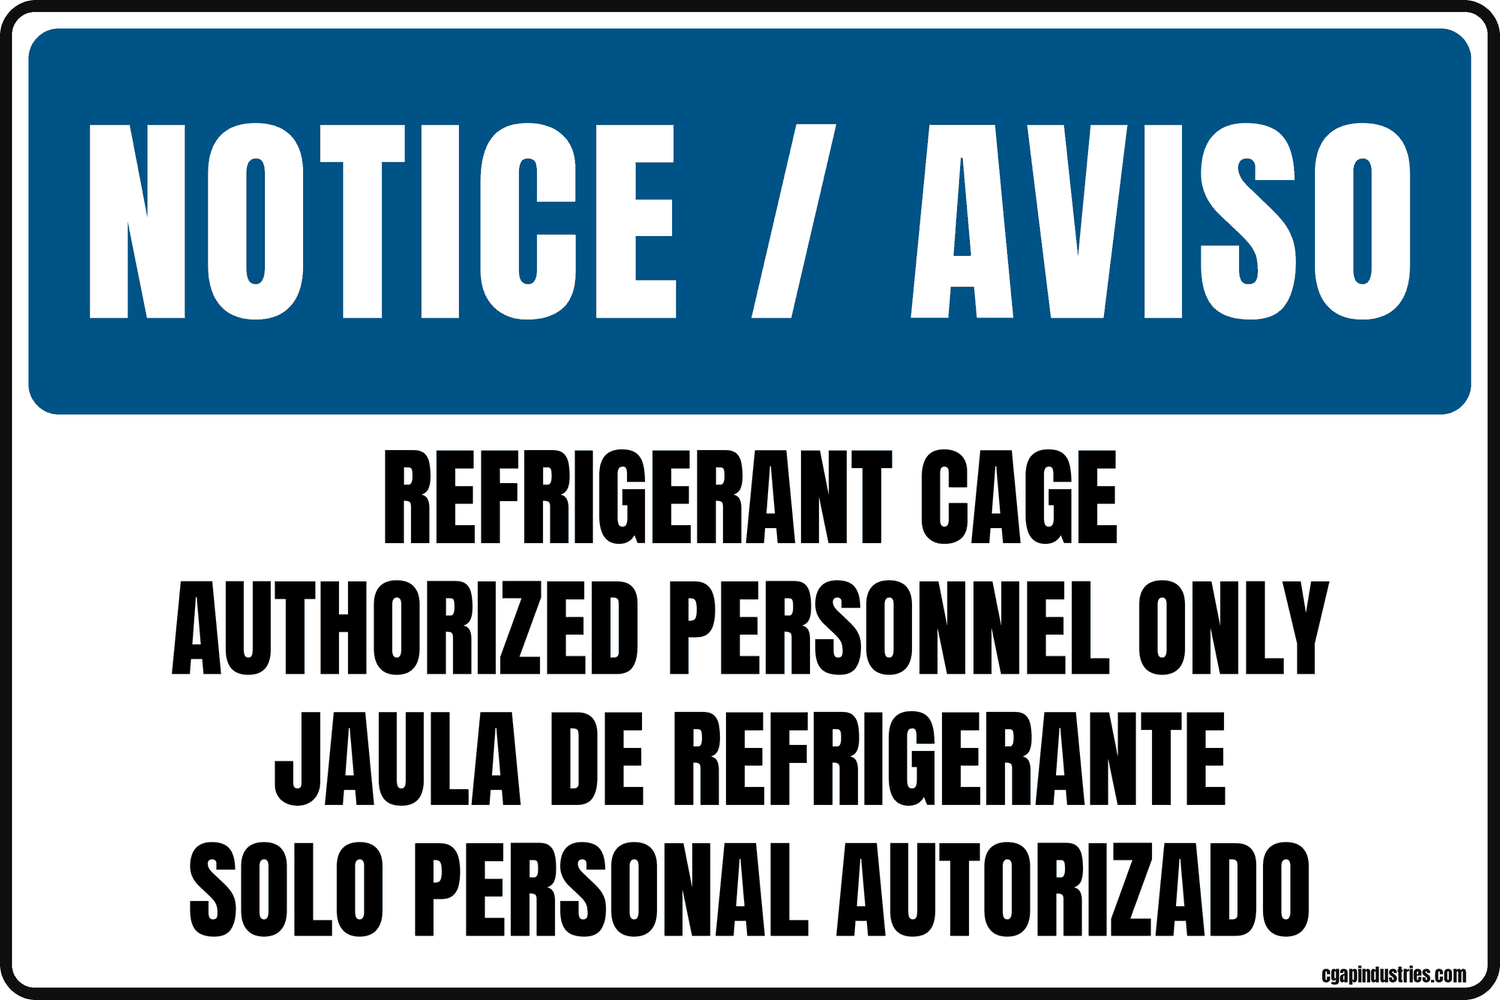 NOTICE / AVISO
REFRIGERANT CAGE
AUTHORIZED PERSONNEL ONLY
JAULA DE REFRIGERANTE
SOLO PERSONAL AUTORIZADO
cgapindustries.com